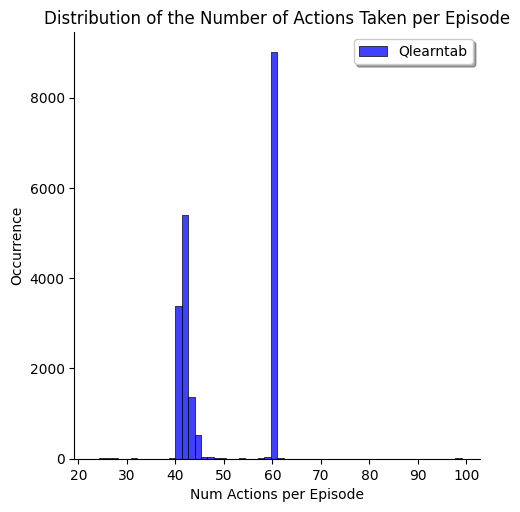 Distribution of the Number of Actions Taken per Episode
Qlearntab
8000
6000
4000
2000
0
20 30 40 50 60 70 80 90 100
Occurrence
Num Actions per Episode